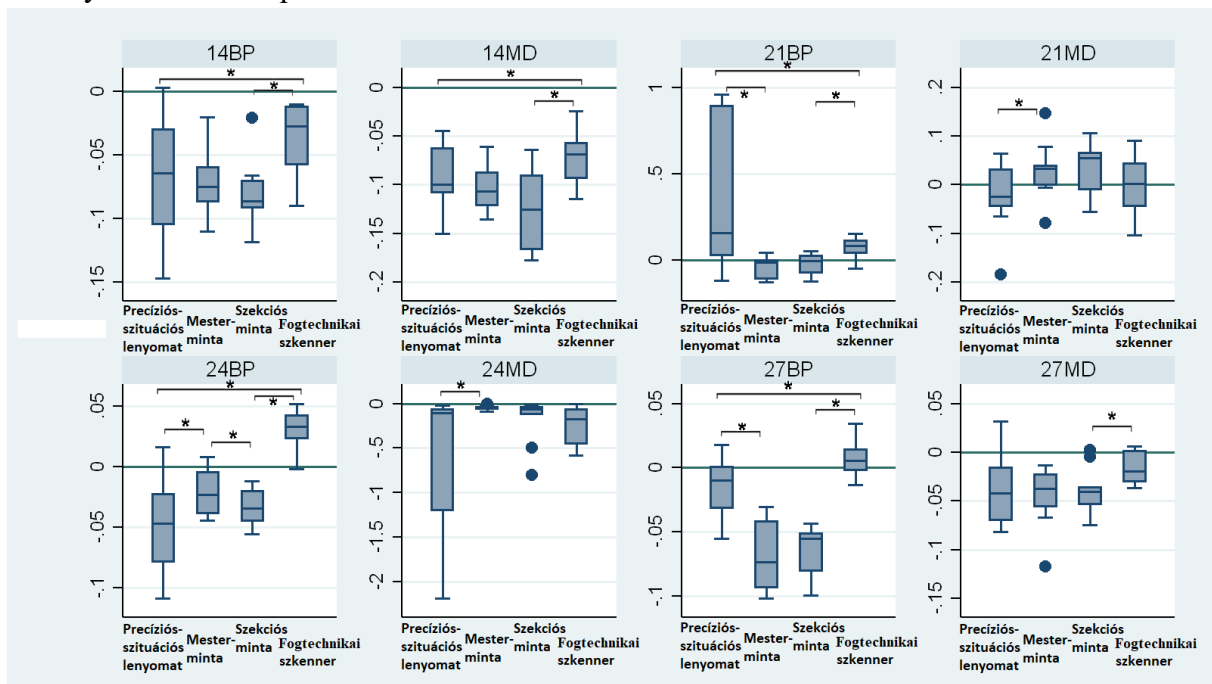 14BP
14MD
21BP
21MD
* *
* *
* * *
*
0
-.05
-.1
-.15
0
-.05
-.1
-.15
-.2
1
.5
0
.2
.1
0
-.1
-.2
Precíziós-szituációs lenyomat Mester-minta Szekciós minta Fogtechnikai szkenner
Precíziós-szituációs lenyomat Mester-minta Szekciós minta Fogtechnikai szkenner
Precíziós-szituációs lenyomat Mester-minta Szekciós minta Fogtechnikai szkenner
Precíziós-szituációs lenyomat Mester-minta Szekciós minta Fogtechnikai szkenner
24BP
24MD
27BP
27MD
* * * *
*
* * *
*
.05
0
-.05
-.1
0
-.5
-1
-1.5
-2
.05
0
-.05
-.1
.05
0
-.05
-.1
-.15
Precíziós-szituációs lenyomat Mester-minta Szekciós minta Fogtechnikai szkenner
Precíziós-szituációs lenyomat Mester-minta Szekciós minta Fogtechnikai szkenner
Precíziós-szituációs lenyomat Mester-minta Szekciós minta Fogtechnikai szkenner
Precíziós-szituációs lenyomat Mester-minta Szekciós minta Fogtechnikai szkenner